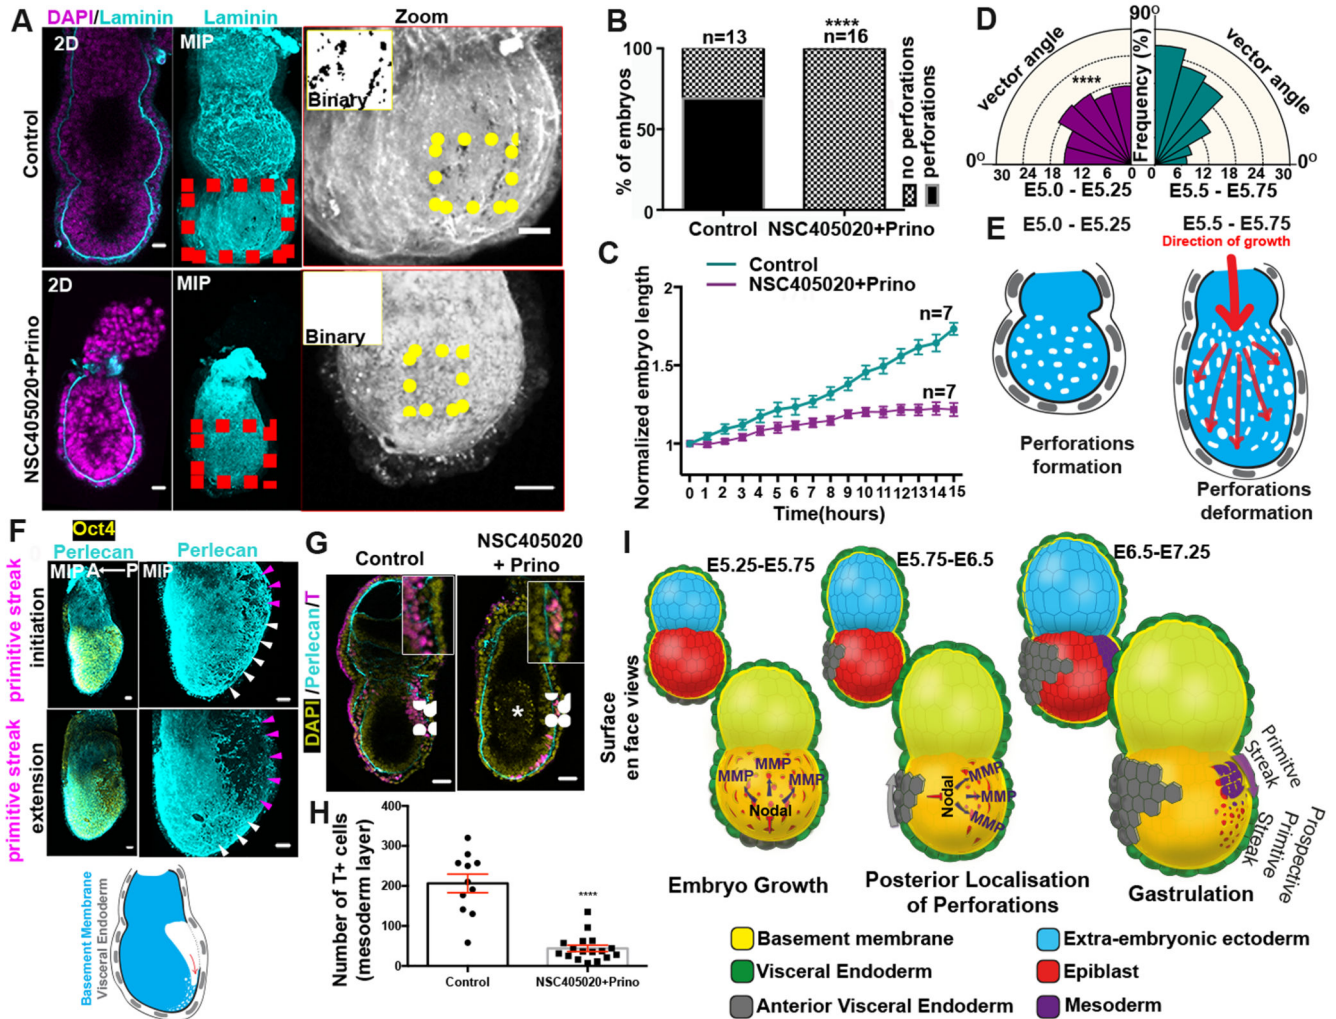 A
DAPI/Laminin
Laminin
Zoom
Control
2D
MIP
Binary
NSC405020+Prino
2D
MIP
Binary
B
****
n=13
n=16
100
50
0
% of embryos
Control
NSC405020+Prino
no perforations
perforations
C
Control
NSC405020+Prino
Normalized embryo length
2
1.5
1
n=7
n=7
0 1 2 3 4 5 6 7 8 9 10 11 12 13 14 15
Time(hours)
D
90º
vector angle
vector angle
Frequency (%)
****
0º
0º
30 24 18 12 6 0
0 6 12 18 24 30
E5.0 - E5.25
E5.5 - E5.75
E
E5.0 - E5.25
E5.5 - E5.75
Direction of growth
Perforations
formation
Perforations
deformation
F
Oct4
Perlecan
Perlecan
MIP A P
MIP
primitive streak
initiation
primitive streak
extension
Basement Membrane
Visceral Endoderm
G
Control
NSC405020
+ Prino
DAPI/Perlecan/T
*
H
Number of T+ cells
(mesoderm layer)
400
300
200
100
0
****
Control
NSC405020+Prino
I
E5.25-E5.75
E5.75-E6.5
E6.5-E7.25
Surface
en face views
MMP
MMP
MMP
Nodal
Nodal
MMP
MMP
MMP
Primitve
Streak
Prospective
Primitive
Streak
Embryo Growth
Posterior Localisation
of Perforations
Gastrulation
Basement membrane
Extra-embryonic ectoderm
Visceral Endoderm
Epiblast
Anterior Visceral Endoderm
Mesoderm